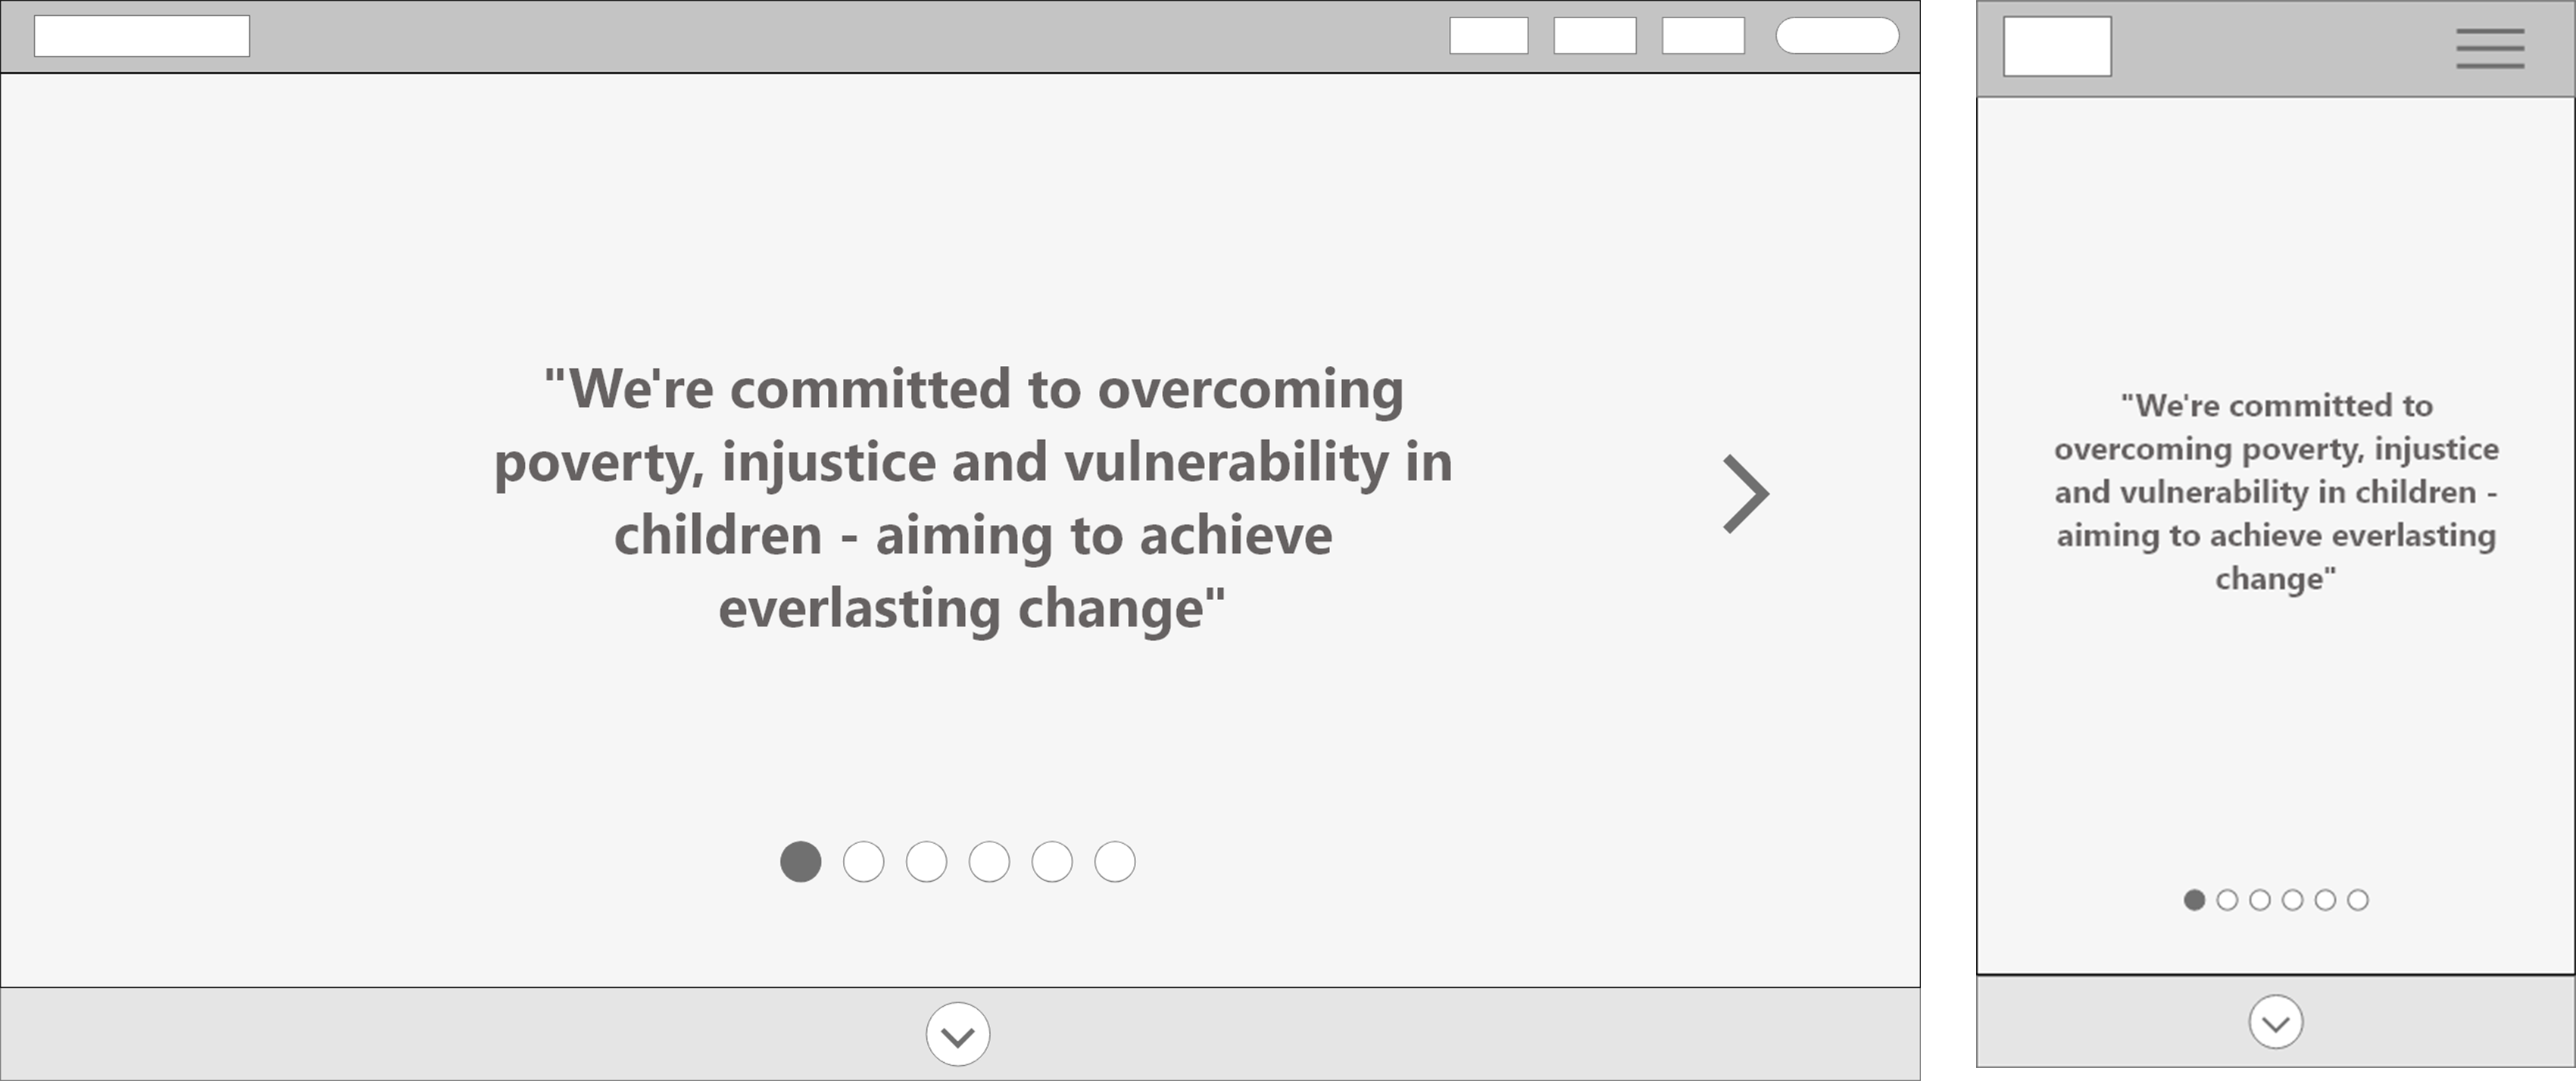 "We're committed to overcoming
poverty, injustice and vulnerability in
children - aiming to achieve
everlasting change"
"We're committed to
overcoming poverty, injustice
and vulnerability in children -
aiming to achieve everlasting
change"